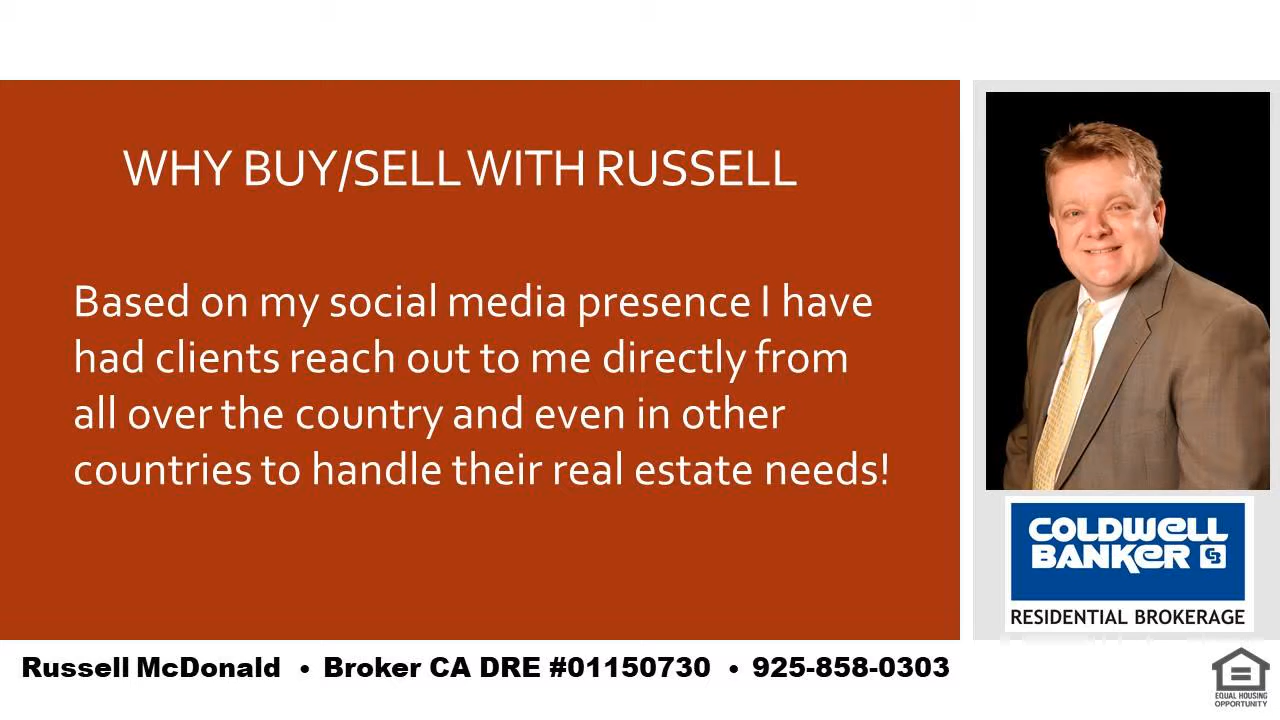 WHY BUY/SELL WITH RUSSELL
Based on my social media presence I have
had clients reach out to me directly from
all over the country and even in other
countries to handle their real estate needs!
COLDWELL
BANKER CB
RESIDENTIAL BROKERAGE
Russell McDonald • Broker CA DRE #01150730 • 925-858-0303
EQUAL HOUSING
OPPORTUNITY